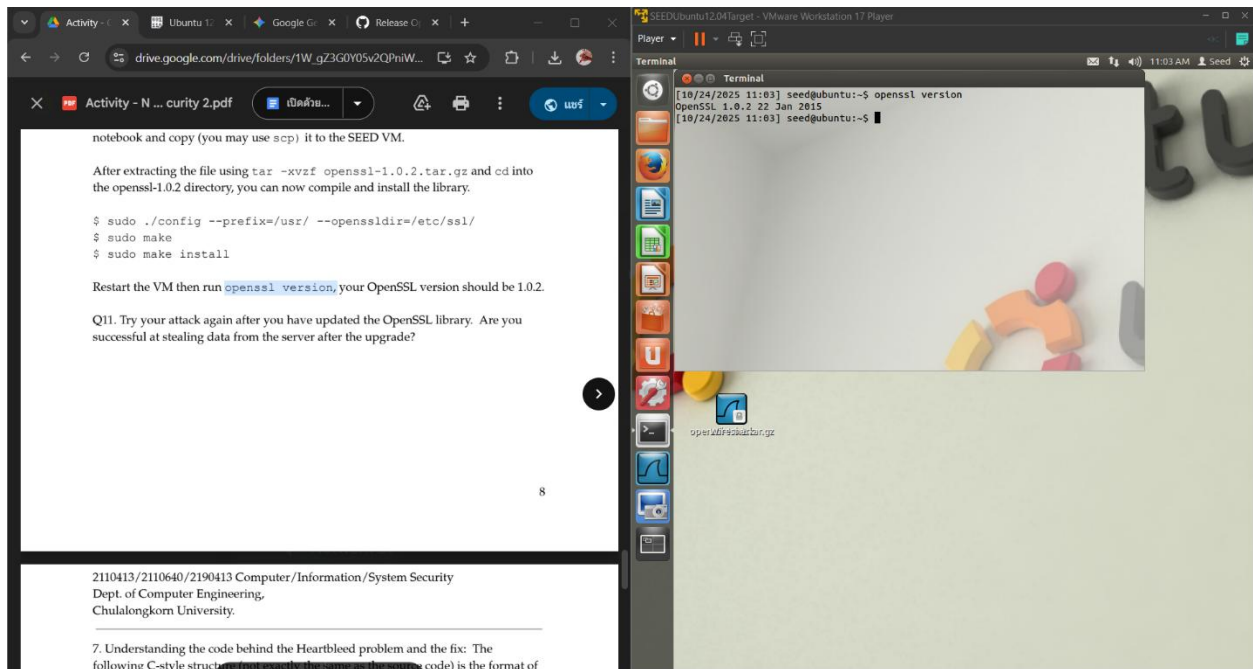 Activity - C
Ubuntu 12
Google Ge
Release O
drive.google.com/drive/folders/1W_gZ3G0Y05v2QPniW...
PDF
Activity - N ... curity 2.pdf
เปิดด้วย...
แชร์
notebook and copy (you may use scp) it to the SEED VM.
After extracting the file using tar -xvzf openssl-1.0.2.tar.gz and cd into
the openssl-1.0.2 directory, you can now compile and install the library.
$ sudo ./config --prefix=/usr/ --openssldir=/etc/ssl/
$ sudo make
$ sudo make install
Restart the VM then run openssl version, your OpenSSL version should be 1.0.2.
Q11. Try your attack again after you have updated the OpenSSL library. Are you
successful at stealing data from the server after the upgrade?
8
2110413/2110640/2190413 Computer/Information/System Security
Dept. of Computer Engineering,
Chulalongkorn University.
7. Understanding the code behind the Heartbleed problem and the fix: The
following C-style structure (not exactly the same as the source code) is the format of
SEEDUbuntu12.04Target - VMware Workstation 17 Player
Player
Terminal
11:03 AM
Seed
Terminal
[10/24/2025 11:03] seed@ubuntu:~$ openssl version
OpenSSL 1.0.2 22 Jan 2015
[10/24/2025 11:03] seed@ubuntu:~$